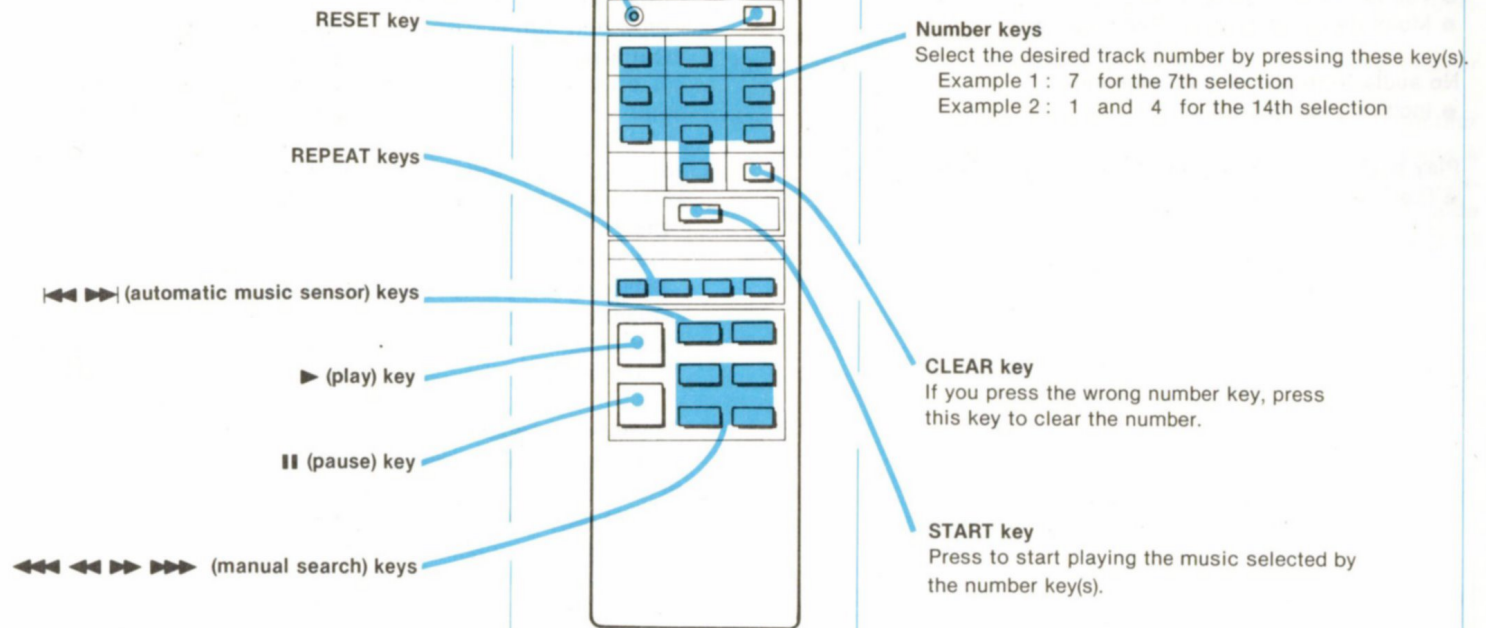 RESET key
REPEAT keys
|◀◀ ▶▶| (automatic music sensor) keys
▶ (play) key
❚❚ (pause) key
◀◀◀ ◀◀ ▶▶ ▶▶▶ (manual search) keys
Number keys
Select the desired track number by pressing these key(s).
Example 1 : 7 for the 7th selection
Example 2 : 1 and 4 for the 14th selection
CLEAR key
If you press the wrong number key, press
this key to clear the number.
START key
Press to start playing the music selected by
the number key(s).